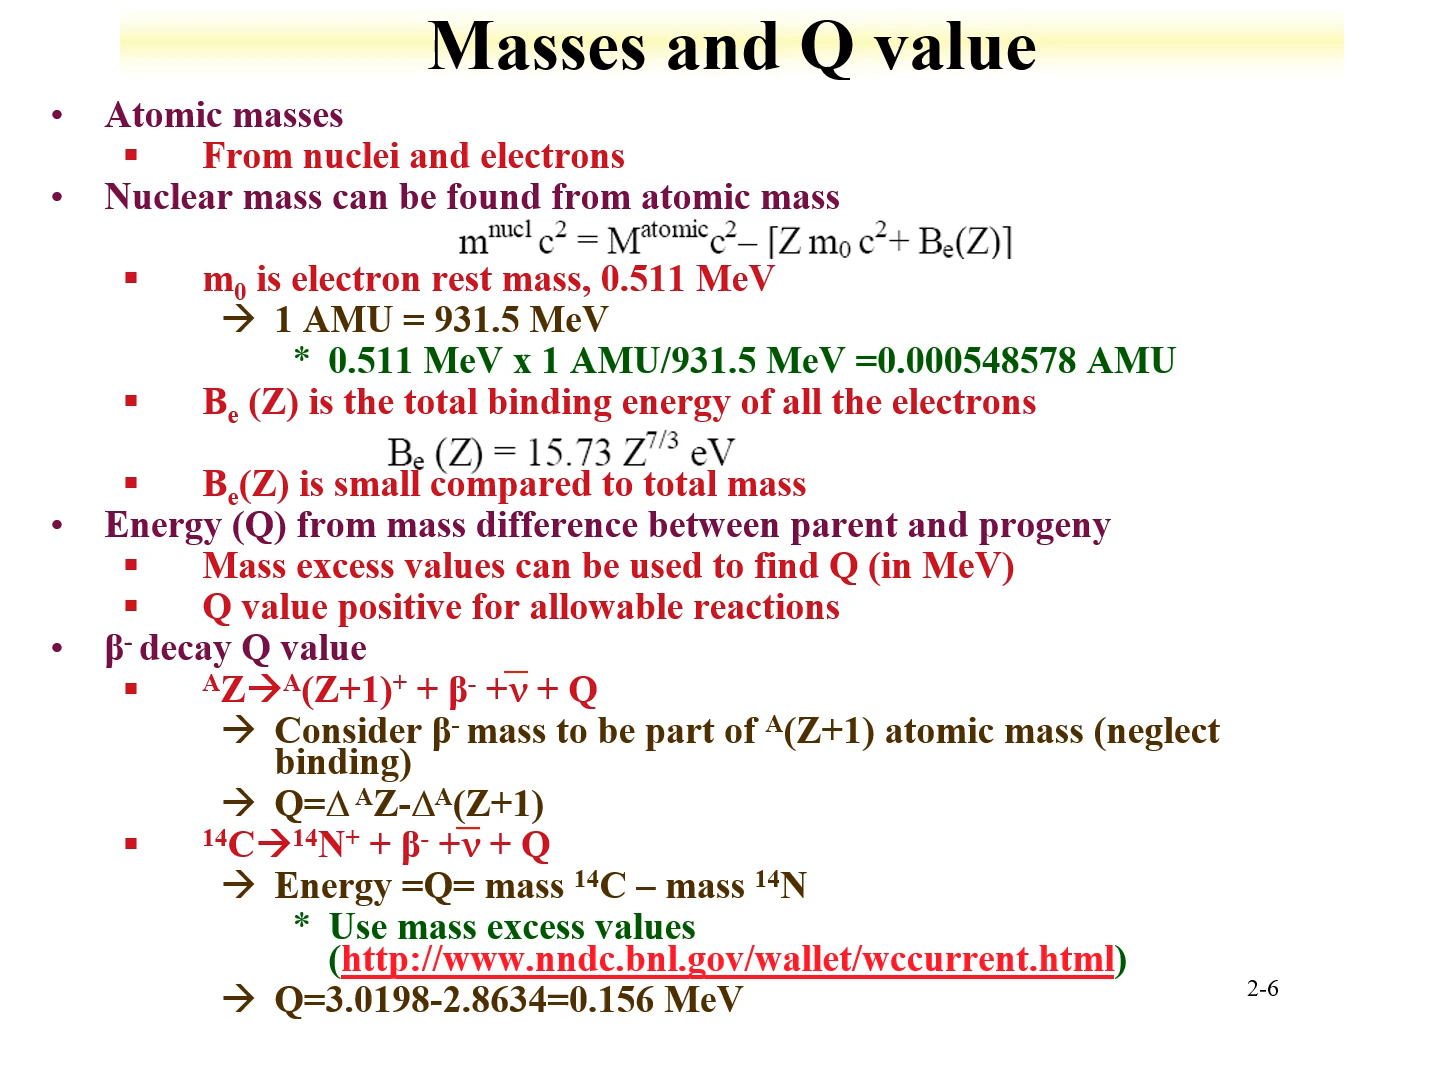 Masses and Q value
• Atomic masses
▪ From nuclei and electrons
• Nuclear mass can be found from atomic mass
m^nucl c² = M^atomic c² – ⌈Z m₀ c² + Bₑ(Z)⌉
▪ m₀ is electron rest mass, 0.511 MeV
→ 1 AMU = 931.5 MeV
* 0.511 MeV x 1 AMU/931.5 MeV =0.000548578 AMU
▪ Bₑ (Z) is the total binding energy of all the electrons
Bₑ (Z) = 15.73 Z^7/3 eV
▪ Bₑ(Z) is small compared to total mass
• Energy (Q) from mass difference between parent and progeny
▪ Mass excess values can be used to find Q (in MeV)
▪ Q value positive for allowable reactions
• β⁻ decay Q value
▪ ᴬZ→ᴬ(Z+1)⁺ + β⁻ +ν̅ + Q
→ Consider β⁻ mass to be part of ᴬ(Z+1) atomic mass (neglect
binding)
→ Q=Δ ᴬZ-Δᴬ(Z+1)
▪ ¹⁴C→¹⁴N⁺ + β⁻ +ν̅ + Q
→ Energy =Q= mass ¹⁴C – mass ¹⁴N
* Use mass excess values
(http://www.nndc.bnl.gov/wallet/wccurrent.html)
→ Q=3.0198-2.8634=0.156 MeV
2-6